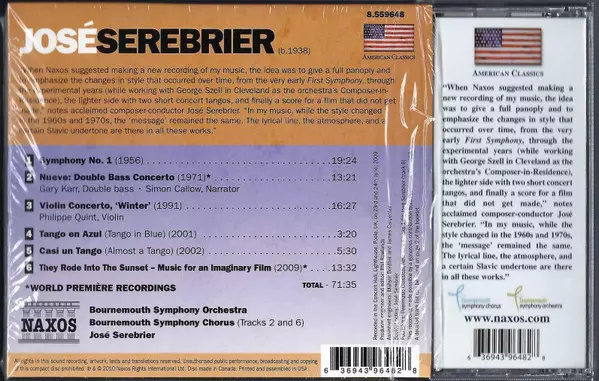 8.559648
JOSÉ SEREBRIER (b.1938)
AMERICAN CLASSICS
When Naxos suggested making a new recording of my music, the idea was to give a full panoply and
emphasize the changes in style that occurred over time, from the very early First Symphony, through
experimental years (while working with George Szell in Cleveland as the orchestra's Composer-in-
), the lighter side with two short concert tangos, and finally a score for a film that did not get
notes acclaimed composer-conductor José Serebrier. "In my music, while the style changed
in the 1960s and 1970s, the 'message' remained the same. The lyrical line, the atmosphere, and a
certain Slavic undertone are there in all these works."
1 Symphony No. 1 (1956) 19:24
2 Nueve: Double Bass Concerto (1971)* 13:21
Gary Karr, Double bass • Simon Callow, Narrator
3 Violin Concerto, 'Winter' (1991) 16:27
Philippe Quint, Violin
4 Tango en Azul (Tango in Blue) (2001) 3:20
5 Casi un Tango (Almost a Tango) (2002) 5:30
6 They Rode Into The Sunset – Music for an Imaginary Film (2009)* 13:32
*WORLD PREMIÈRE RECORDINGS
TOTAL - 71:35
NAXOS
Bournemouth Symphony Orchestra
Bournemouth Symphony Chorus (Tracks 2 and 6)
José Serebrier
All rights in this sound recording, artwork, texts and translations reserved. Unauthorised public performance, broadcasting and copying
of this compact disc prohibited. ℗ & © 2010 Naxos Rights International Ltd. Disc made in Canada. Printed and assembled in USA
6 36943 96482 8
AMERICAN CLASSICS
"When Naxos suggested making
a new recording of my music, the idea
was to give a full panoply and to
emphasize the changes in style that
occurred over time, from the very
early First Symphony, through the
experimental years (while working
with George Szell in Cleveland as the
orchestra's Composer-in-Residence),
the lighter side with two short concert
tangos, and finally a score for a film
that did not get made," notes
acclaimed composer-conductor José
Serebrier. "In my music, while the
style changed in the 1960s and 1970s,
the 'message' remained the same.
The lyrical line, the atmosphere, and
a certain Slavic undertone are there in
all these works."
bournemouth
symphony chorus
bournemouth
symphony orchestra
www.naxos.com
6 36943 96482 8